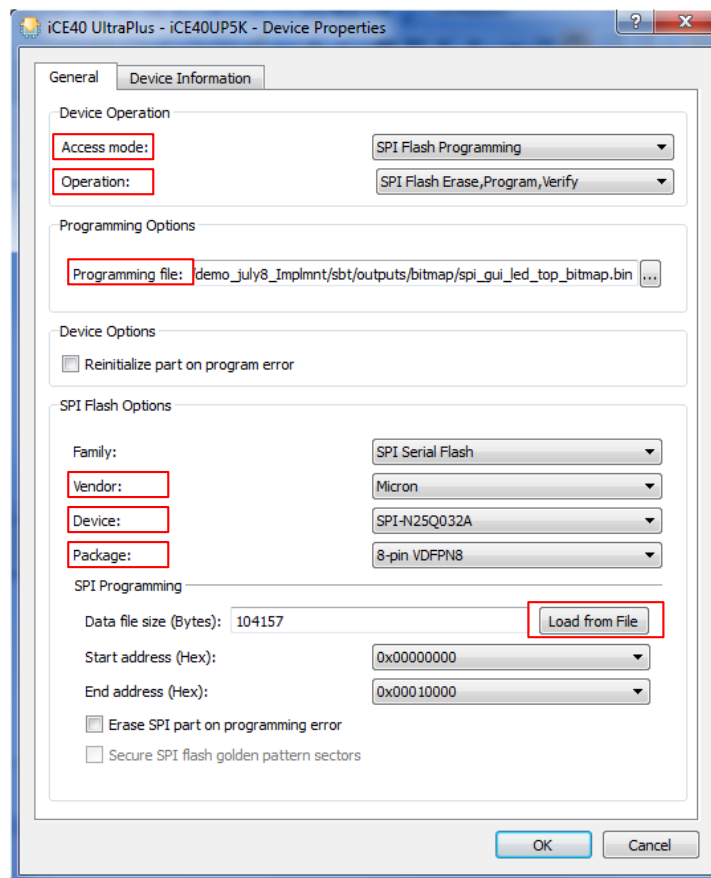 iCE40 UltraPlus - iCE40UP5K - Device Properties
General Device Information
Device Operation
Access mode: SPI Flash Programming
Operation: SPI Flash Erase,Program,Verify
Programming Options
Programming file: /demo_july8_Implmnt/sbt/outputs/bitmap/spi_gui_led_top_bitmap.bin ...
Device Options
Reinitialize part on program error
SPI Flash Options
Family: SPI Serial Flash
Vendor: Micron
Device: SPI-N25Q032A
Package: 8-pin VDFPN8
SPI Programming
Data file size (Bytes): 104157 Load from File
Start address (Hex): 0x00000000
End address (Hex): 0x00010000
Erase SPI part on programming error
Secure SPI flash golden pattern sectors
OK Cancel